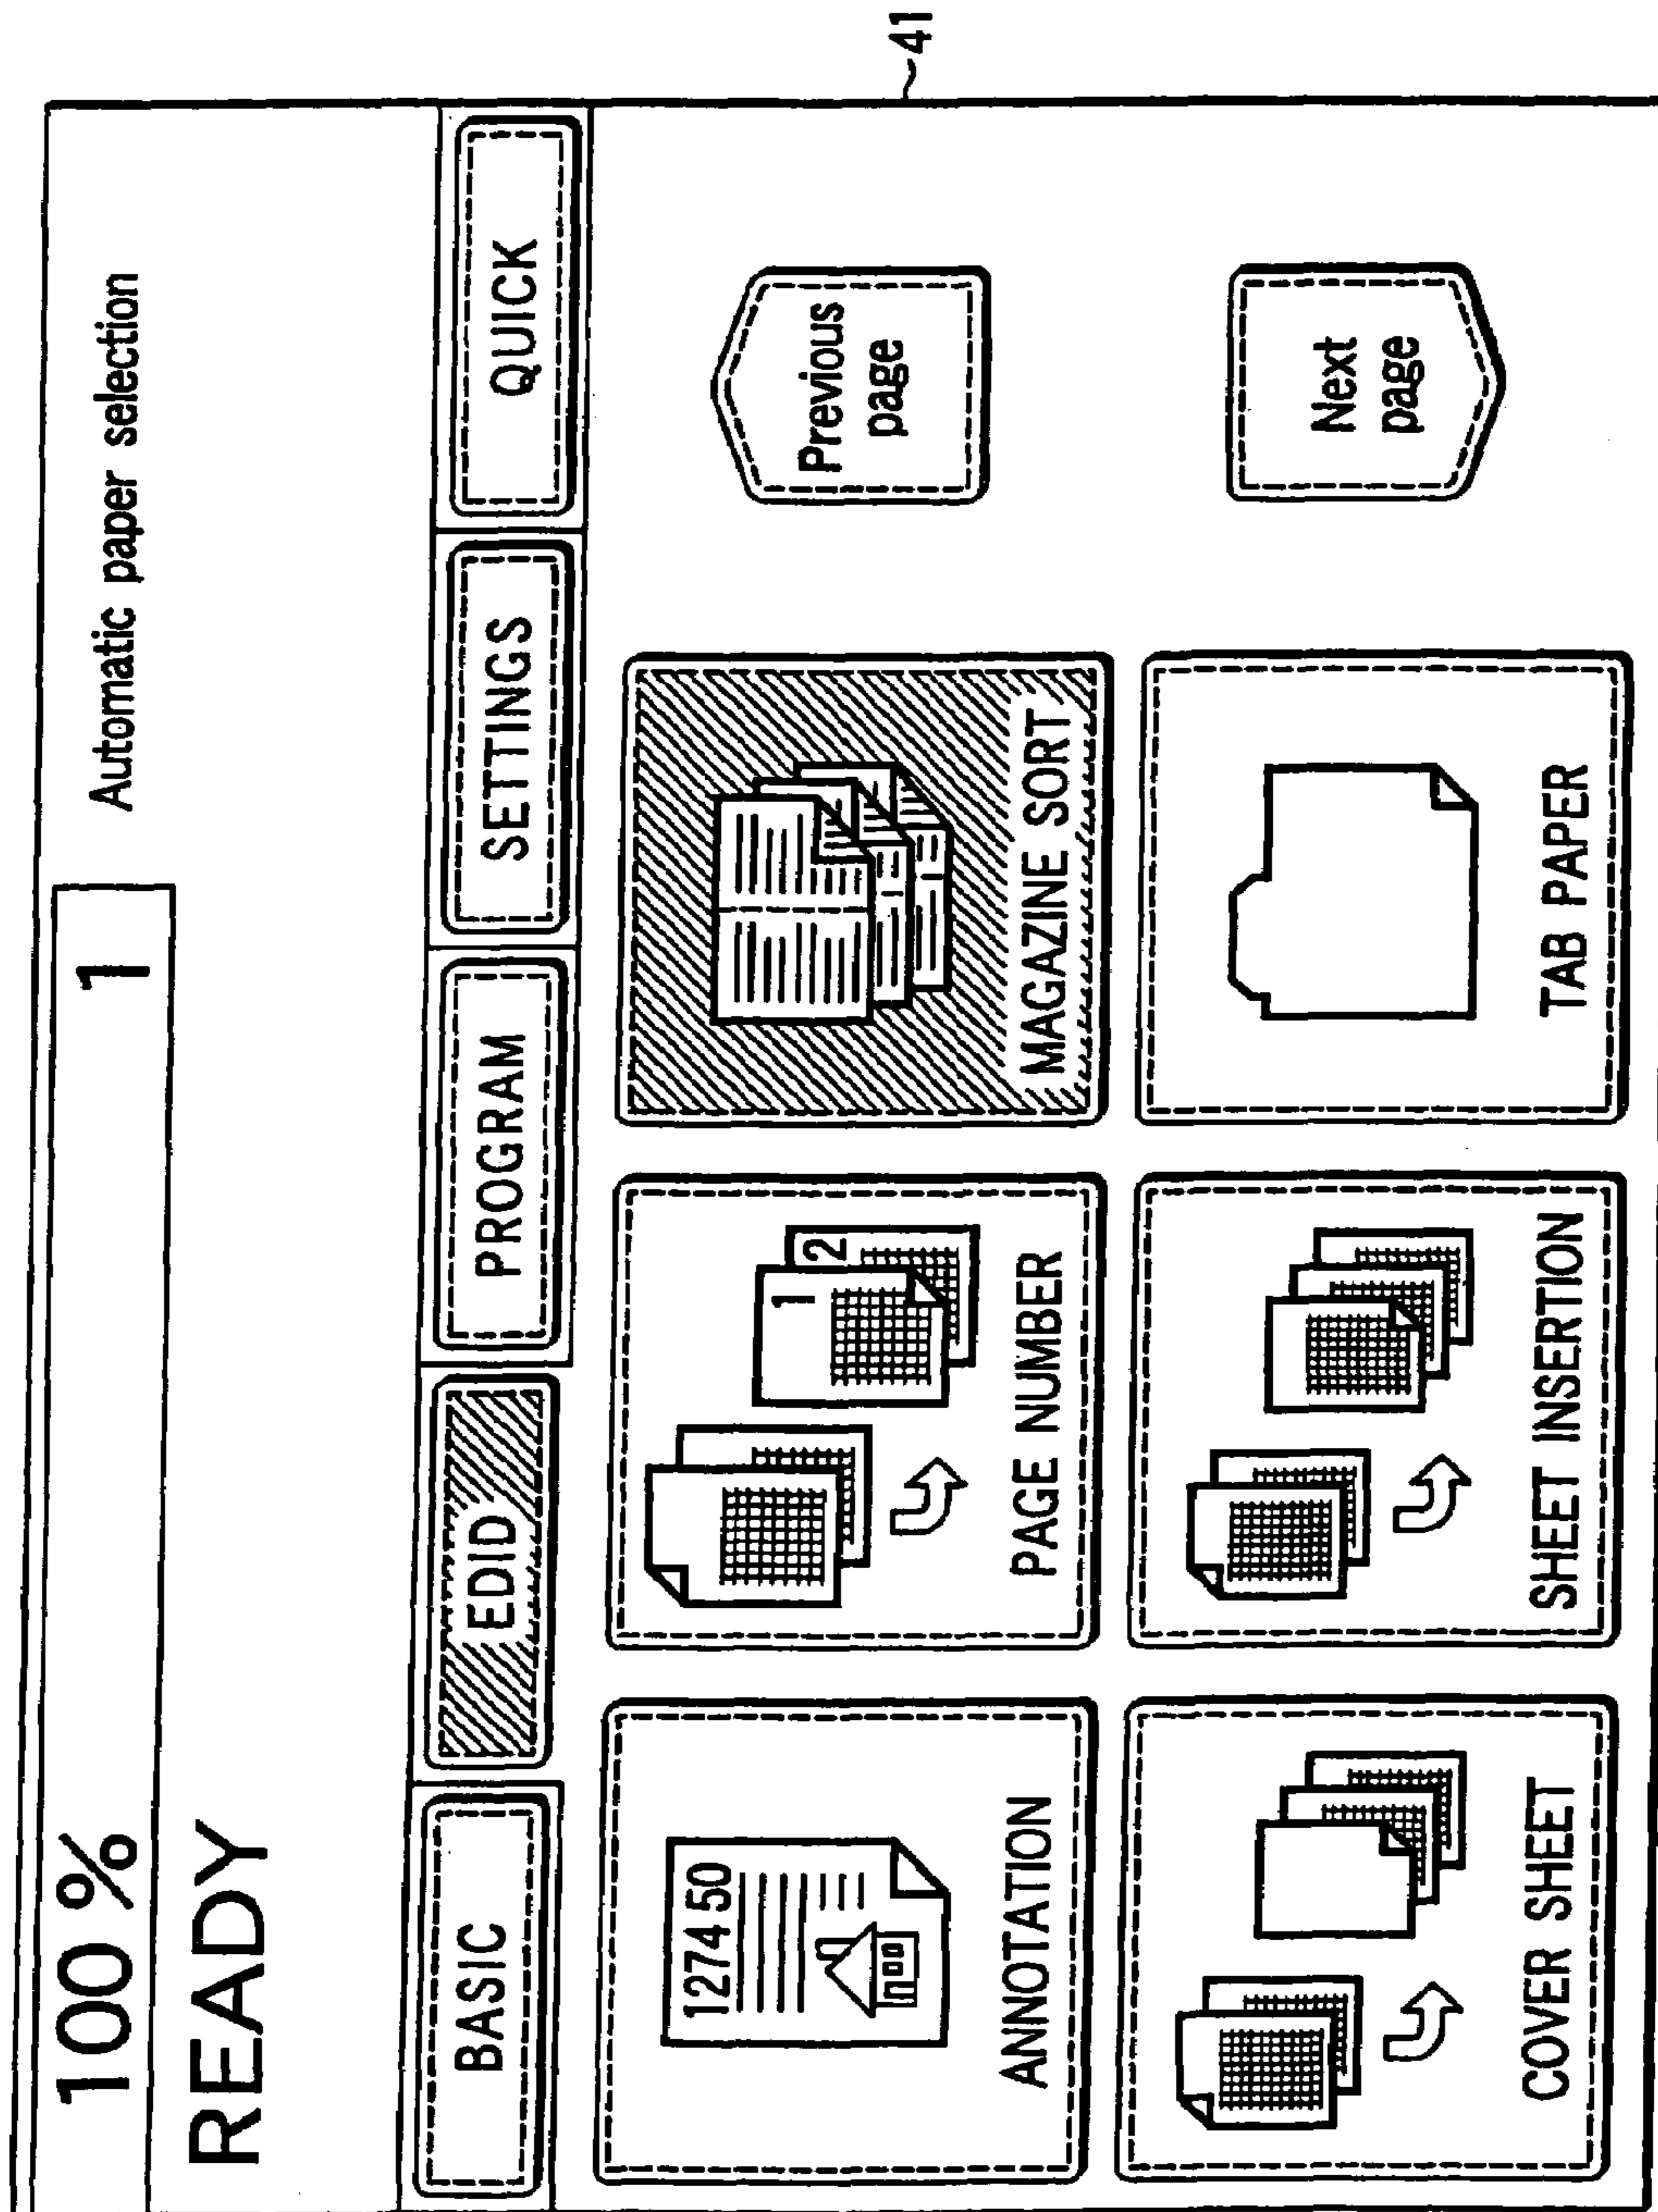 100 % 1 Automatic paper selection
READY
BASIC EDID PROGRAM SETTINGS QUICK
1274 50 1 2
ANNOTATION PAGE NUMBER MAGAZINE SORT Previous page
COVER SHEET SHEET INSERTION TAB PAPER Next page
41